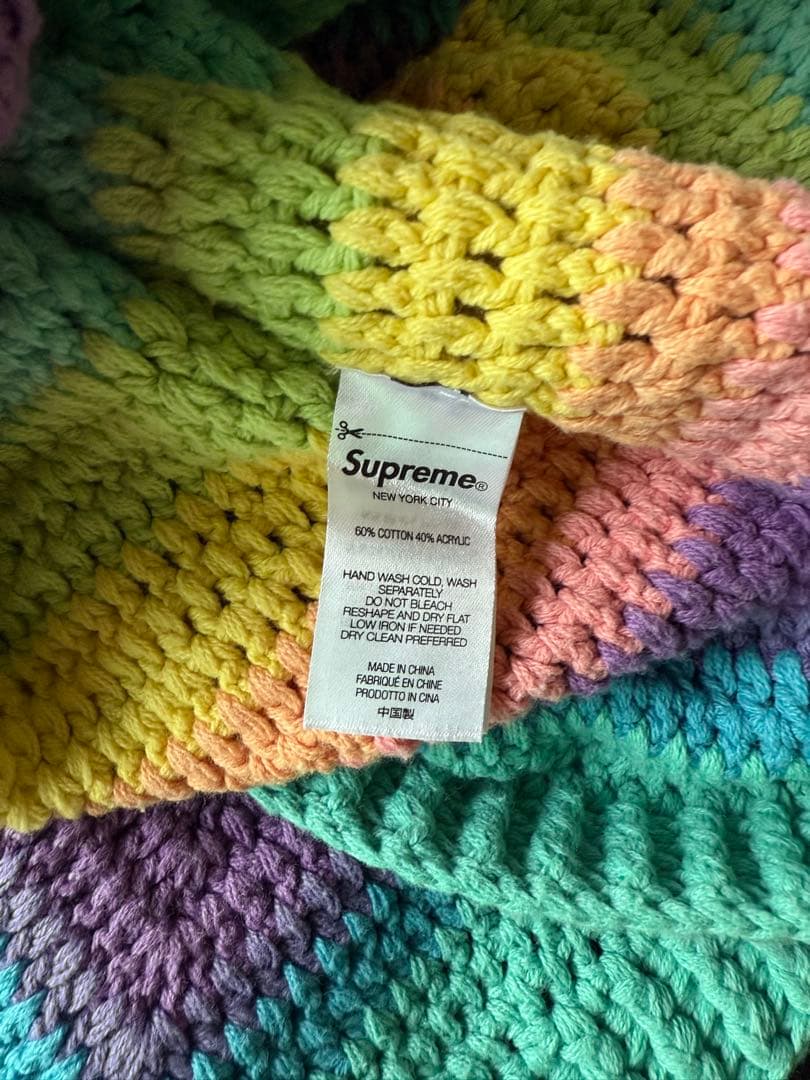 Supreme®
NEW YORK CITY
60% COTTON 40% ACRYLIC
HAND WASH COLD, WASH
SEPARATELY
DO NOT BLEACH
RESHAPE AND DRY FLAT
LOW IRON IF NEEDED
DRY CLEAN PREFERRED
MADE IN CHINA
FABRIQUÉ EN CHINE
PRODOTTO IN CINA
中国製